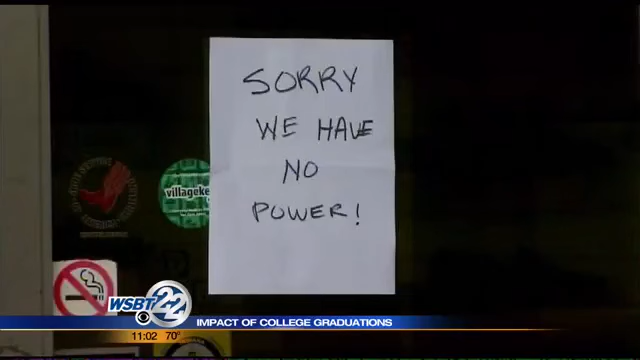 SORRY
WE HAVE
NO
POWER!
villageke
WSBT 22
IMPACT OF COLLEGE GRADUATIONS
11:02 70°